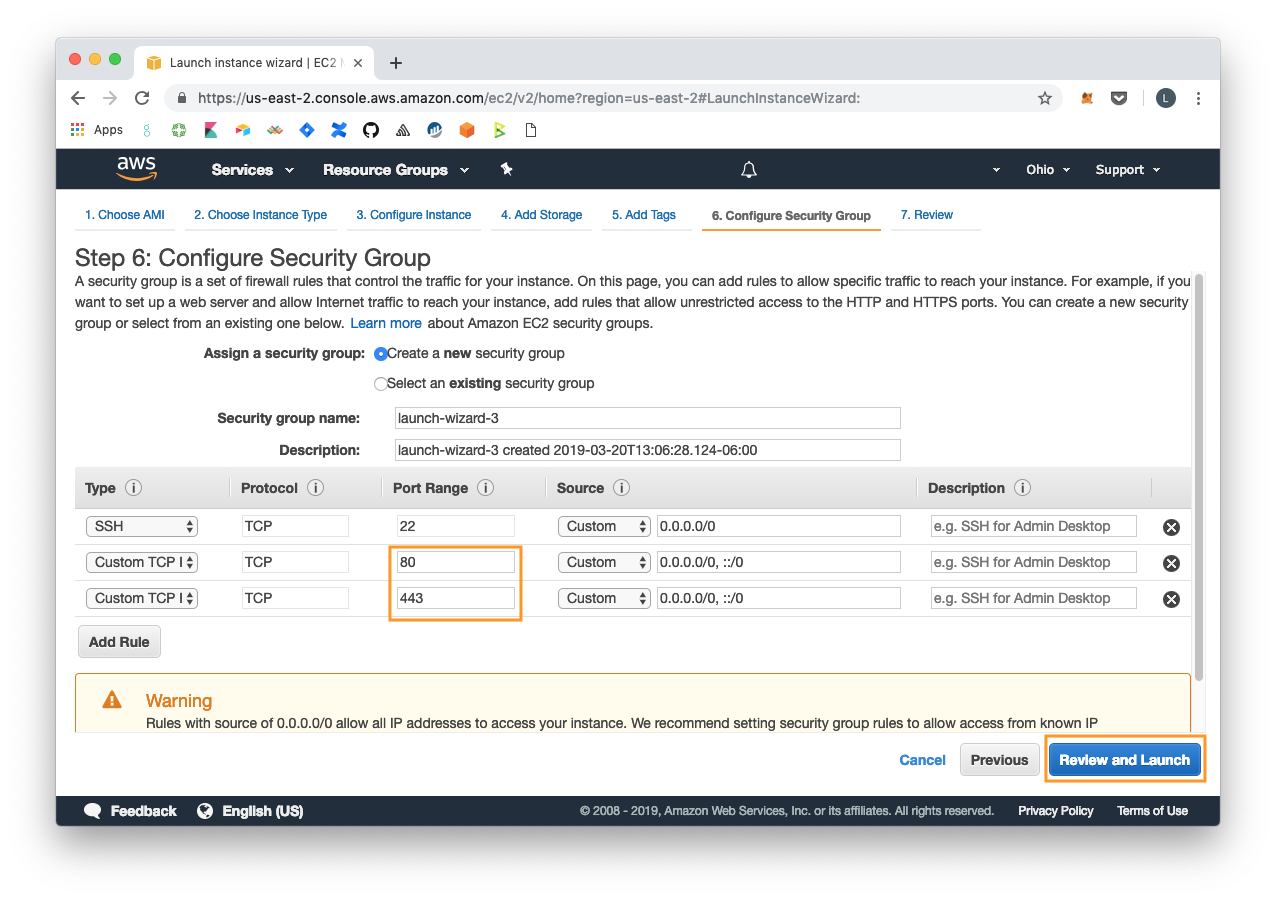 Launch instance wizard | EC2 M
https://us-east-2.console.aws.amazon.com/ec2/v2/home?region=us-east-2#LaunchInstanceWizard:
L
Apps
aws Services Resource Groups Ohio Support
1. Choose AMI 2. Choose Instance Type 3. Configure Instance 4. Add Storage 5. Add Tags 6. Configure Security Group 7. Review
Step 6: Configure Security Group
A security group is a set of firewall rules that control the traffic for your instance. On this page, you can add rules to allow specific traffic to reach your instance. For example, if you
want to set up a web server and allow Internet traffic to reach your instance, add rules that allow unrestricted access to the HTTP and HTTPS ports. You can create a new security
group or select from an existing one below. Learn more about Amazon EC2 security groups.
Assign a security group: Create a new security group
Select an existing security group
Security group name: launch-wizard-3
Description: launch-wizard-3 created 2019-03-20T13:06:28.124-06:00
Type i Protocol i Port Range i Source i Description i
SSH TCP 22 Custom 0.0.0.0/0 e.g. SSH for Admin Desktop
Custom TCP I TCP 80 Custom 0.0.0.0/0, ::/0 e.g. SSH for Admin Desktop
Custom TCP I TCP 443 Custom 0.0.0.0/0, ::/0 e.g. SSH for Admin Desktop
Add Rule
Warning
Rules with source of 0.0.0.0/0 allow all IP addresses to access your instance. We recommend setting security group rules to allow access from known IP
Cancel Previous Review and Launch
Feedback English (US) © 2008 - 2019, Amazon Web Services, Inc. or its affiliates. All rights reserved. Privacy Policy Terms of Use